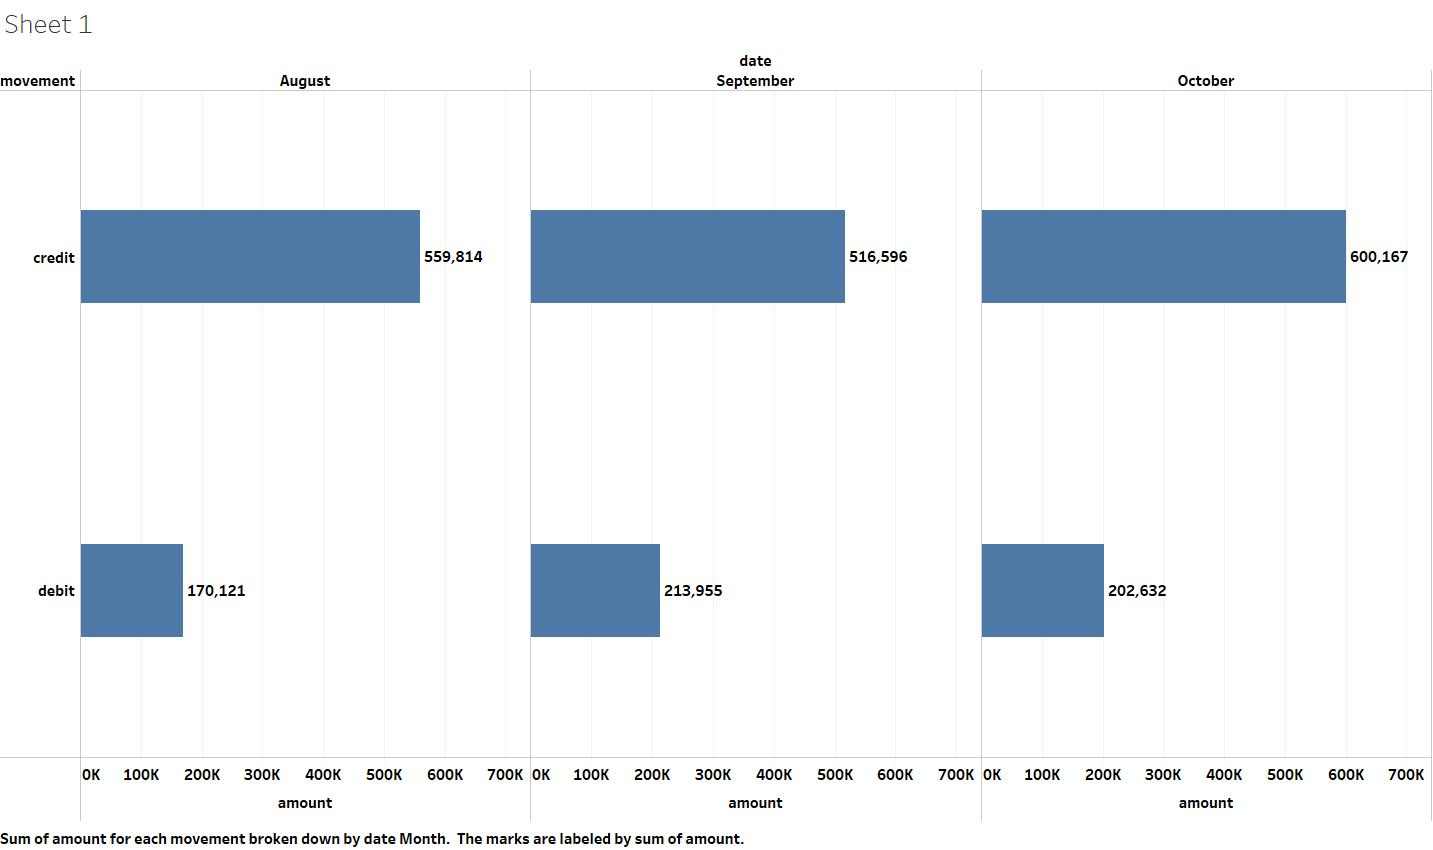 Sheet 1
date
movement August September October
credit 559,814 516,596 600,167
debit 170,121 213,955 202,632
0K 100K 200K 300K 400K 500K 600K 700K 0K 100K 200K 300K 400K 500K 600K 700K 0K 100K 200K 300K 400K 500K 600K 700K
amount amount amount
Sum of amount for each movement broken down by date Month.  The marks are labeled by sum of amount.